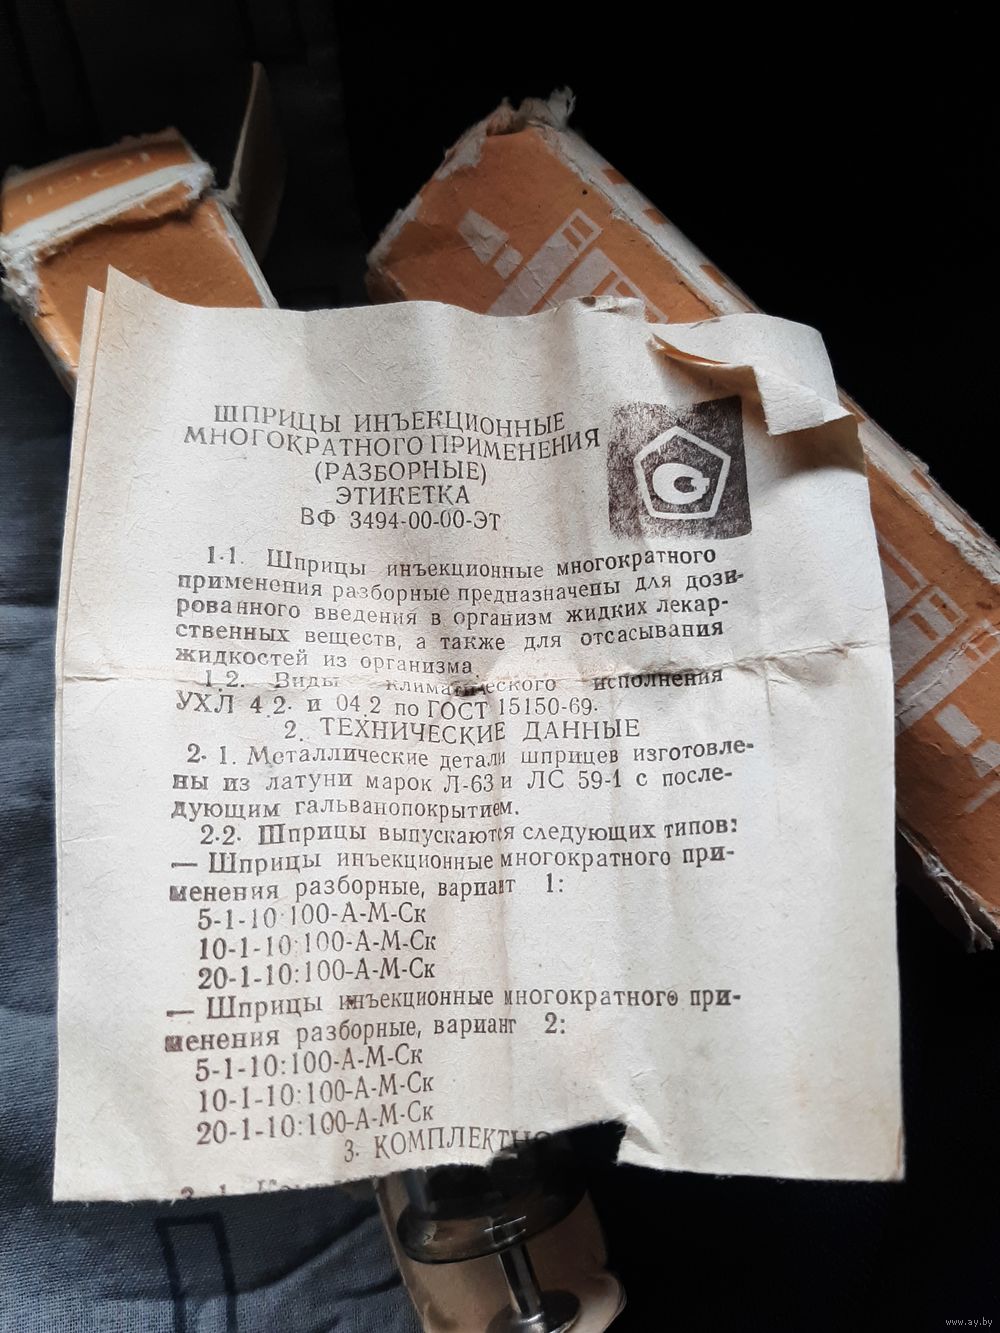 ШПРИЦЫ ИНЪЕКЦИОННЫЕ
МНОГОКРАТНОГО ПРИМЕНЕНИЯ
(РАЗБОРНЫЕ)
ЭТИКЕТКА
ВФ 3494-00-00-ЭТ
1.1. Шприцы инъекционные многократного
применения разборные предназначены для дози-
рованного введения в организм жидких лекар-
ственных веществ, а также для отсасывания
жидкостей из организма.
1.2. Виды климатического исполнения
УХЛ 4.2. и 04.2 по ГОСТ 15150-69.
2. ТЕХНИЧЕСКИЕ ДАННЫЕ
2.1. Металлические детали шприцев изготовле-
ны из латуни марок Л-63 и ЛС 59-1 с после-
дующим гальванопокрытием.
2.2. Шприцы выпускаются следующих типов:
— Шприцы инъекционные многократного при-
менения разборные, вариант 1:
5-1-10:100-А-М-Ск
10-1-10:100-А-М-Ск
20-1-10:100-А-М-Ск
— Шприцы инъекционные многократного при-
менения разборные, вариант 2:
5-1-10:100-А-М-Ск
10-1-10:100-А-М-Ск
20-1-10:100-А-М-Ск
3. КОМПЛЕКТНО
www.ay.by